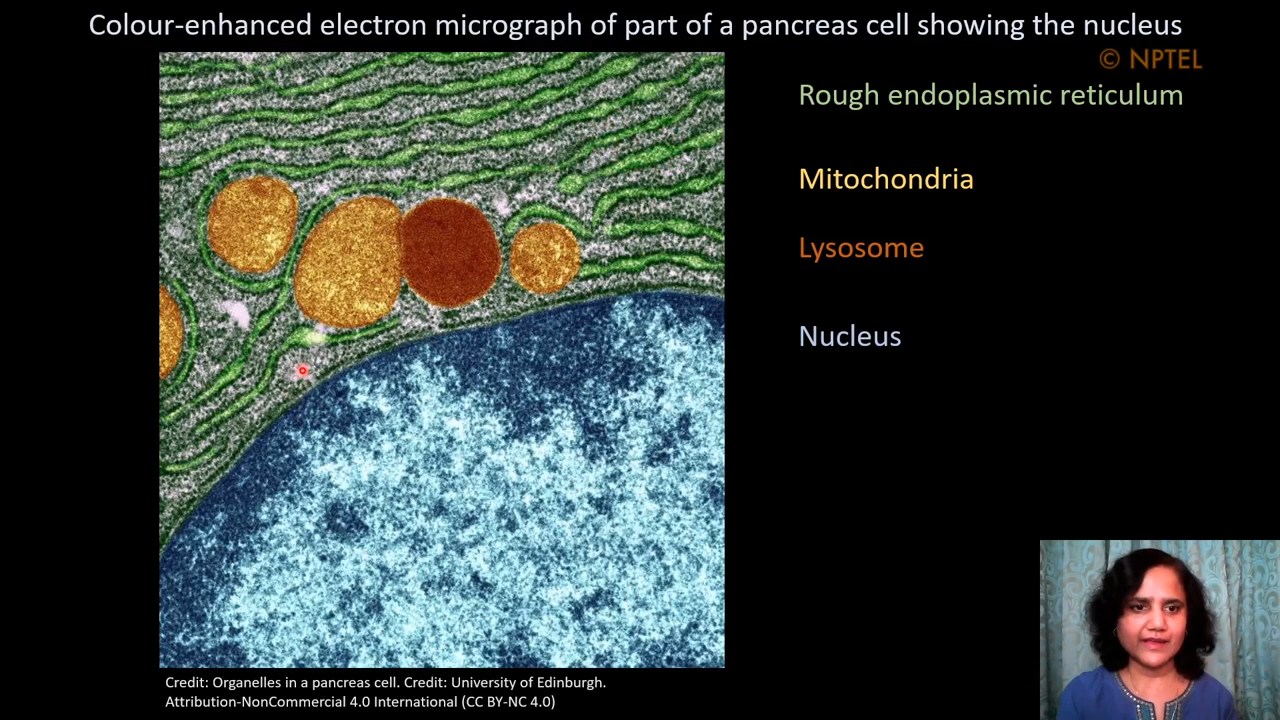 Colour-enhanced electron micrograph of part of a pancreas cell showing the nucleus
© NPTEL
Rough endoplasmic reticulum
Mitochondria
Lysosome
Nucleus
Credit: Organelles in a pancreas cell. Credit: University of Edinburgh.
Attribution-NonCommercial 4.0 International (CC BY-NC 4.0)